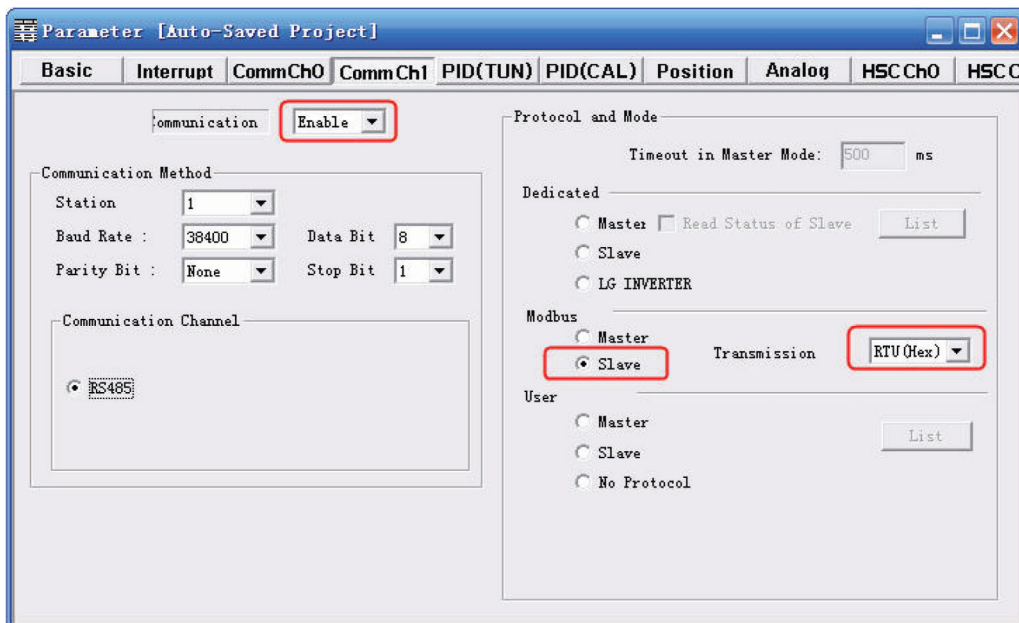 Parameter [Auto-Saved Project]
Basic Interrupt CommCh0 CommCh1 PID(TUN) PID(CAL) Position Analog HSCCh0 HSCC
ommunication Enable
Communication Method
Station 1
Baud Rate : 38400 Data Bit 8
Parity Bit : None Stop Bit 1
Communication Channel
RS485
Protocol and Mode
Timeout in Master Mode: 500 ms
Dedicated
Master Read Status of Slave List
Slave
LG INVERTER
Modbus
Master
Slave
Transmission RTU(Hex)
User
Master
Slave
No Protocol
List